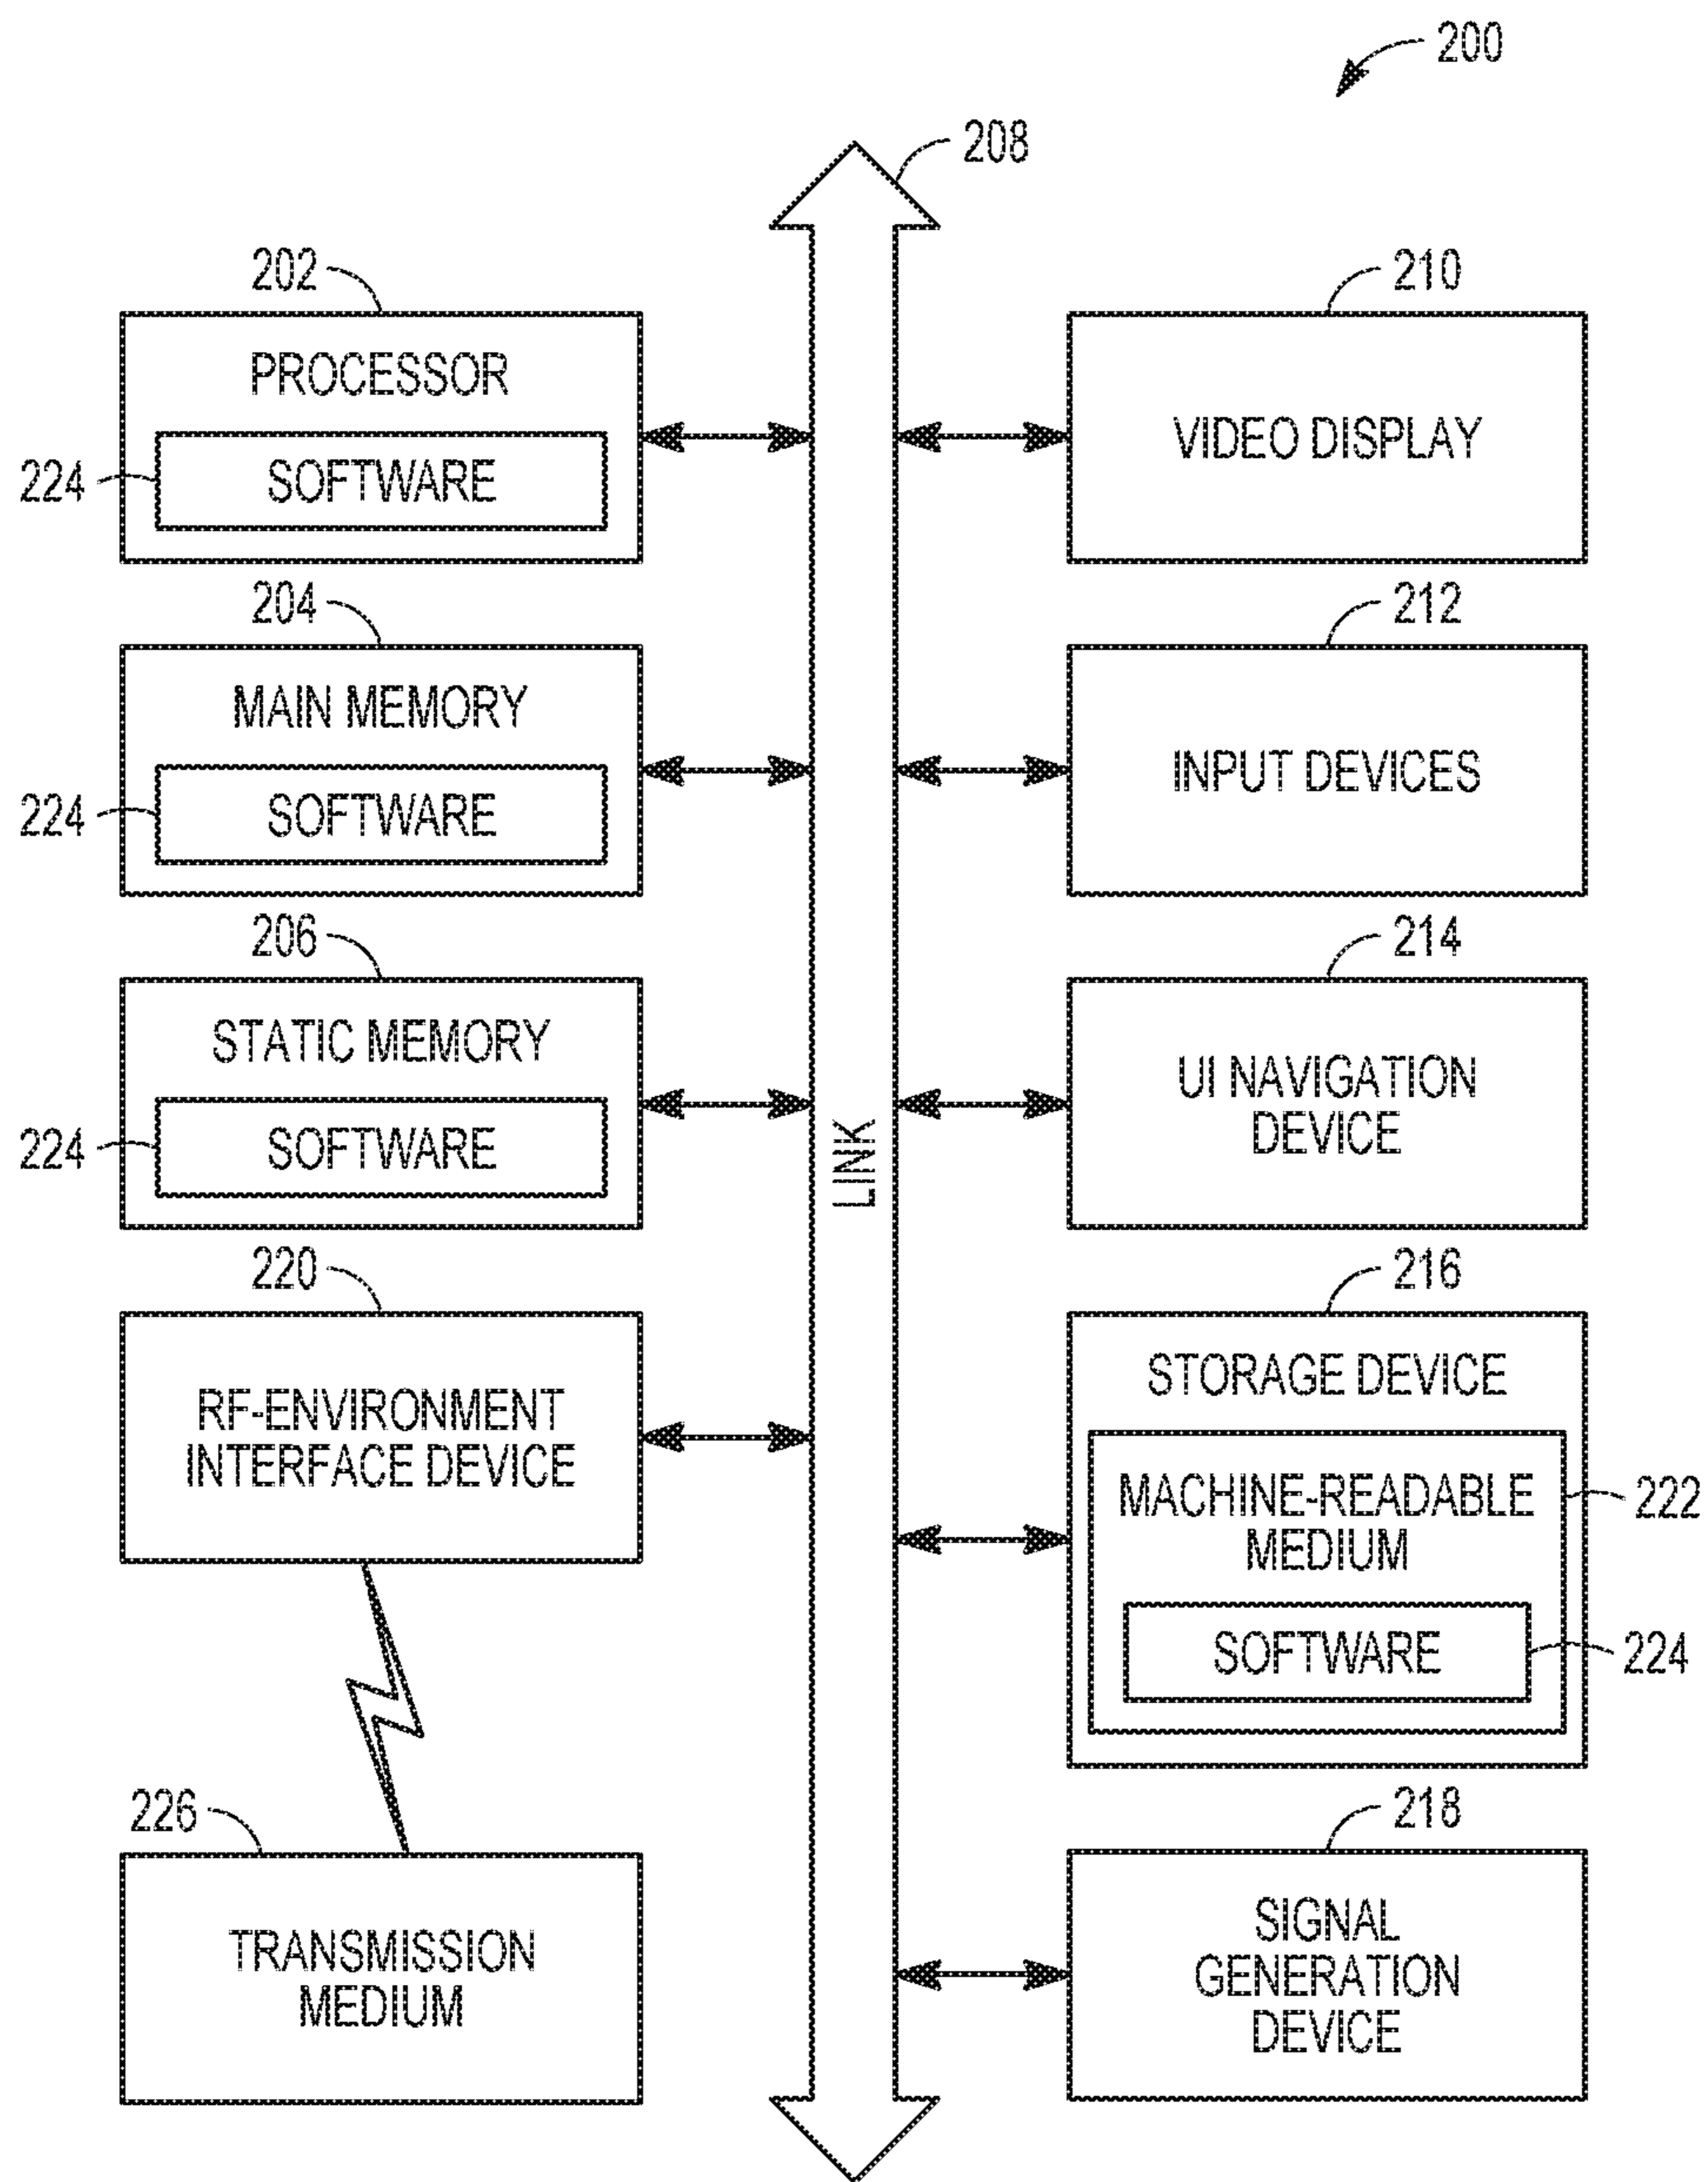 200
208
202
PROCESSOR
224
SOFTWARE
204
MAIN MEMORY
224
SOFTWARE
206
STATIC MEMORY
224
SOFTWARE
220
RF-ENVIRONMENT
INTERFACE DEVICE
226
TRANSMISSION
MEDIUM
LINK
210
VIDEO DISPLAY
212
INPUT DEVICES
214
UI NAVIGATION
DEVICE
216
STORAGE DEVICE
MACHINE-READABLE
MEDIUM
222
SOFTWARE
224
218
SIGNAL
GENERATION
DEVICE